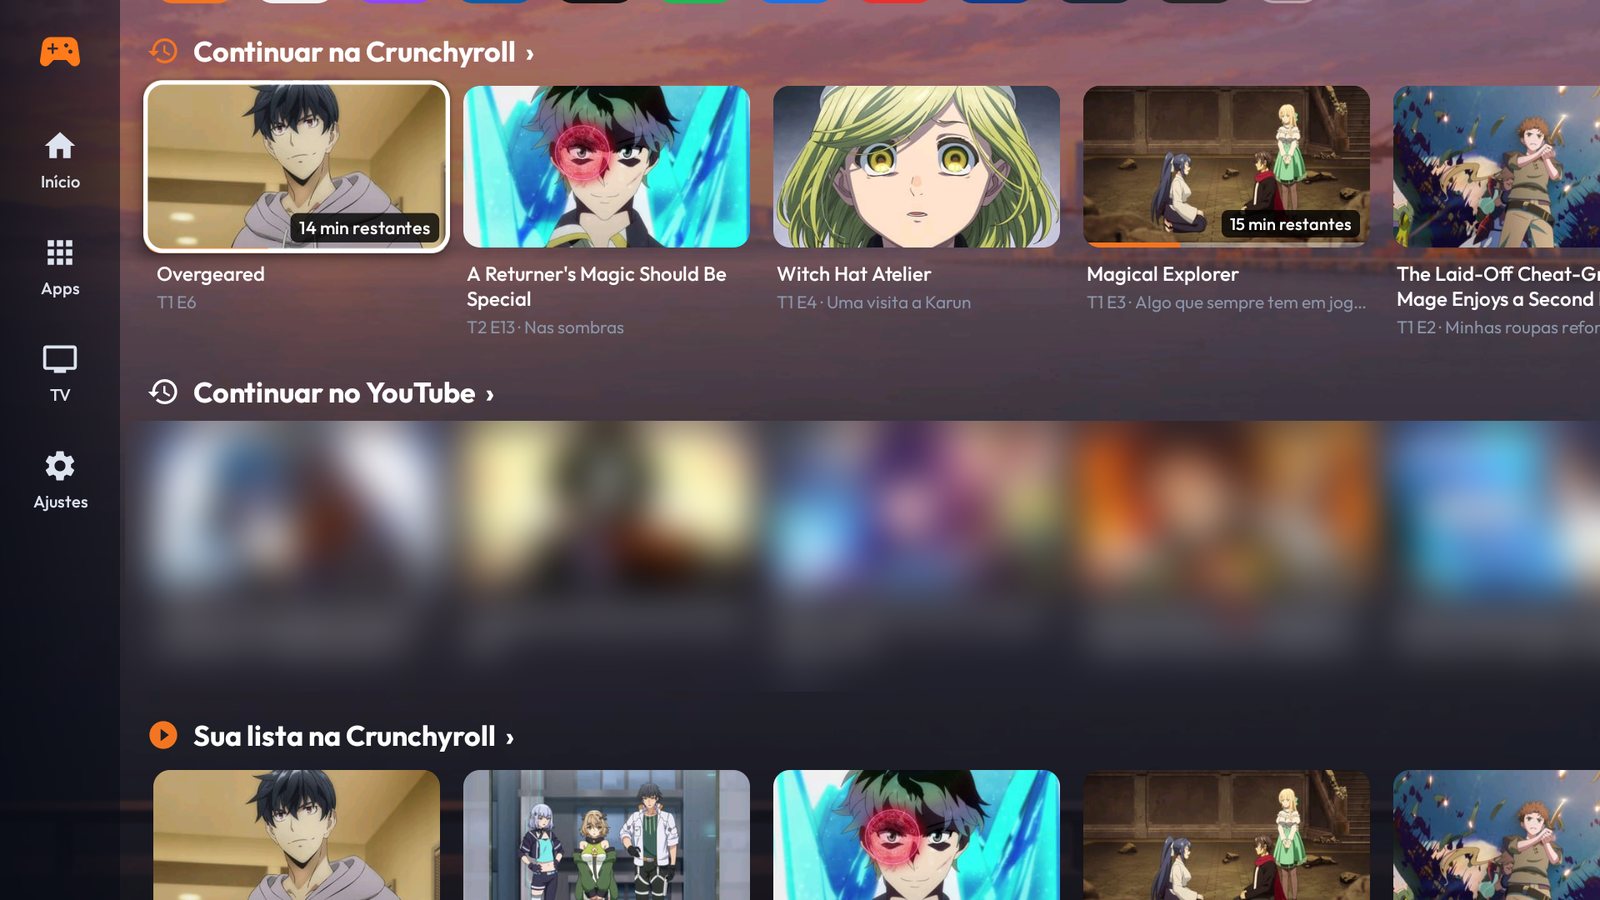 Continuar na Crunchyroll ›
Início
Apps
TV
Ajustes
14 min restantes
Overgeared
T1 E6
A Returner's Magic Should Be
Special
T2 E13 · Nas sombras
Witch Hat Atelier
T1 E4 · Uma visita a Karun
15 min restantes
Magical Explorer
T1 E3 · Algo que sempre tem em jog...
The Laid-Off Cheat-G
Mage Enjoys a Second
T1 E2 · Minhas roupas refor
Continuar no YouTube ›
Sua lista na Crunchyroll ›